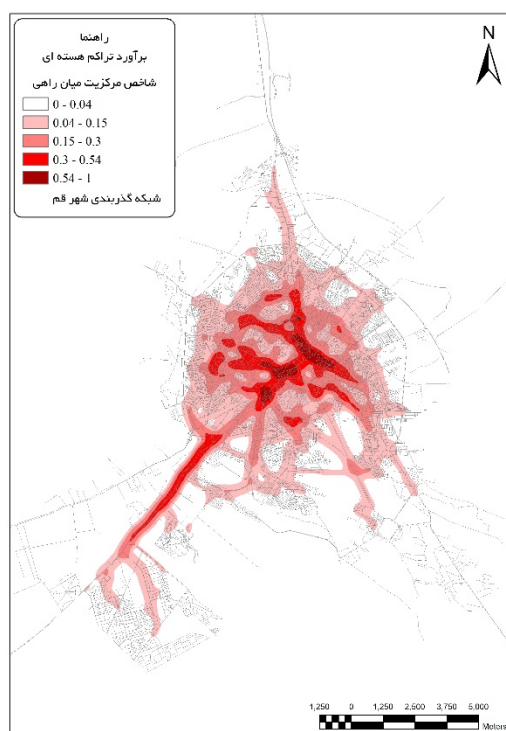 راهنما
برآورد تراکم هسته ای
شاخص مرکزیت میان راهی
0 - 0.04
0.04 - 0.15
0.15 - 0.3
0.3 - 0.54
0.54 - 1
شبکه گذربندی شهر قم
N
1,250 0 1,250 2,500 3,750 5,000
Meters